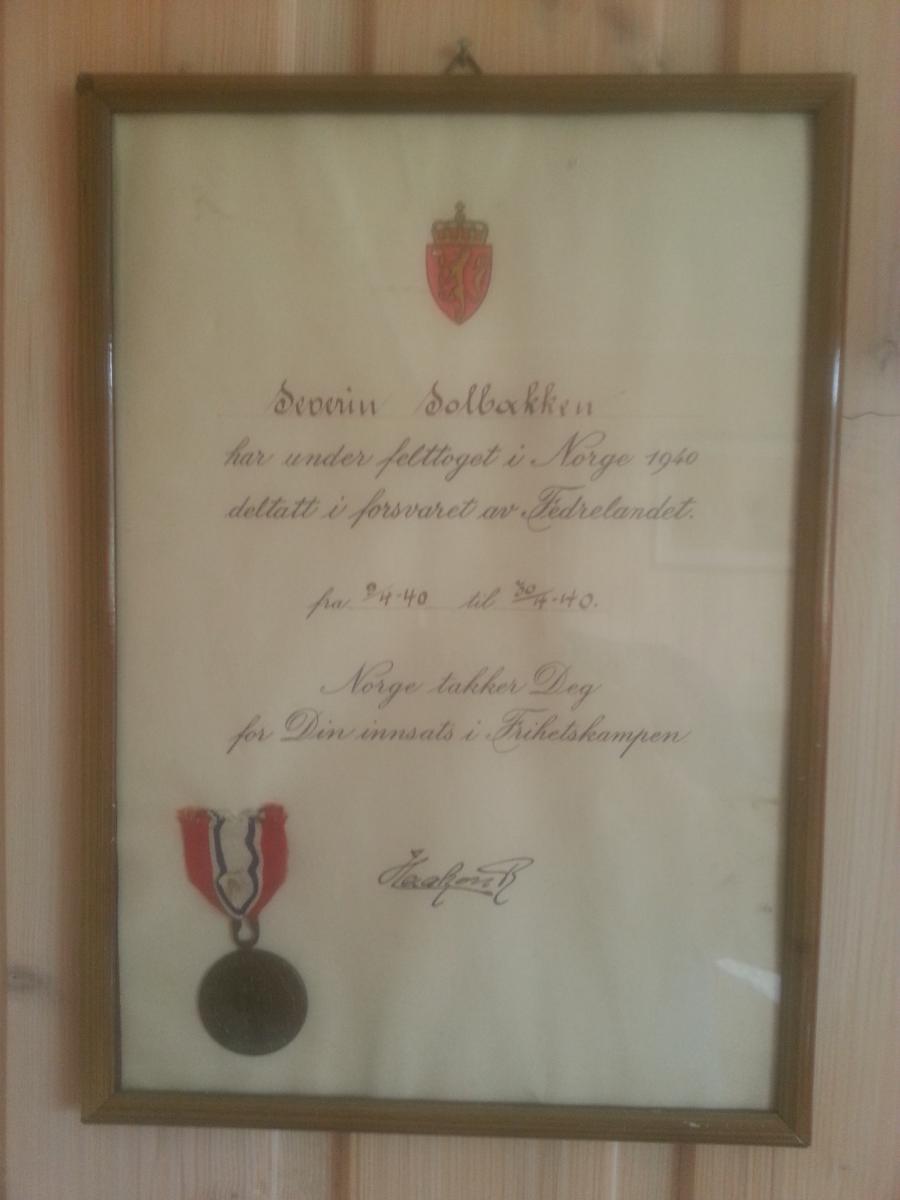 Severin Solbakken
har under felttoget i Norge 1940
deltatt i forsvaret av Fedrelandet.
fra 9/4-40 til 30/4-40.
Norge takker Deg
for Din innsats i Frihetskampen
Haakon R